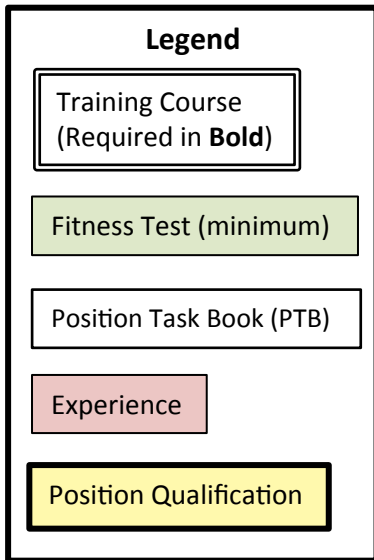 Legend
Training Course
(Required in Bold)
Fitness Test (minimum)
Position Task Book (PTB)
Experience
Position Qualification